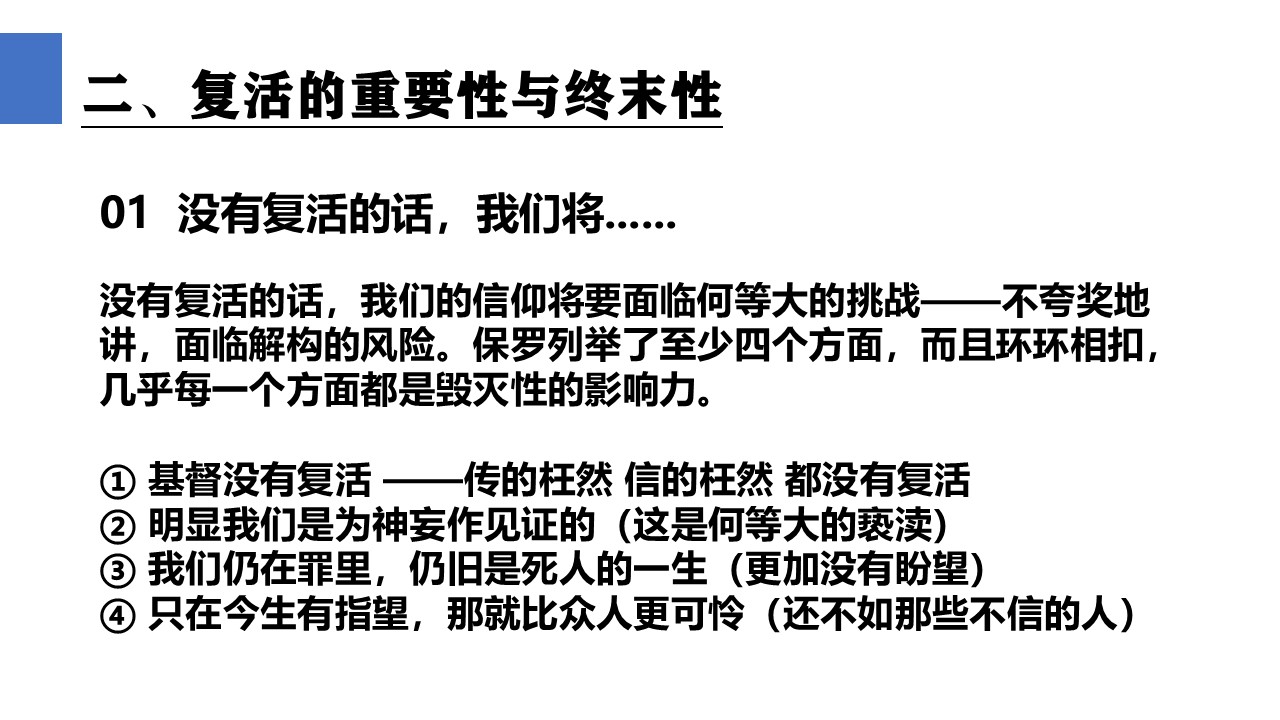 二、复活的重要性与终末性
01 没有复活的话，我们将……
没有复活的话，我们的信仰将要面临何等大的挑战——不夸奖地
讲，面临解构的风险。保罗列举了至少四个方面，而且环环相扣，
几乎每一个方面都是毁灭性的影响力。
① 基督没有复活 ——传的枉然 信的枉然 都没有复活
② 明显我们是为神妄作见证的（这是何等大的亵渎）
③ 我们仍在罪里，仍旧是死人的一生（更加没有盼望）
④ 只在今生有指望，那就比众人更可怜（还不如那些不信的人）